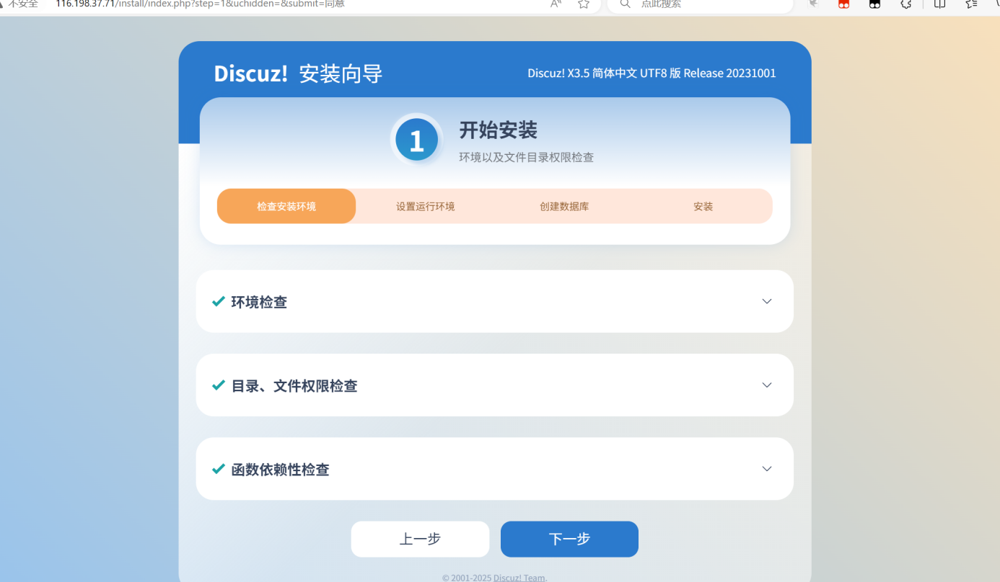 不安全 116.198.37.71/install/index.php?step=1&uchidden=&submit=同意 点此搜索
Discuz! 安装向导 Discuz! X3.5 简体中文 UTF8 版 Release 20231001
1 开始安装
环境以及文件目录权限检查
检查安装环境 设置运行环境 创建数据库 安装
环境检查
目录、文件权限检查
函数依赖性检查
上一步 下一步
© 2001-2025 Discuz! Team.